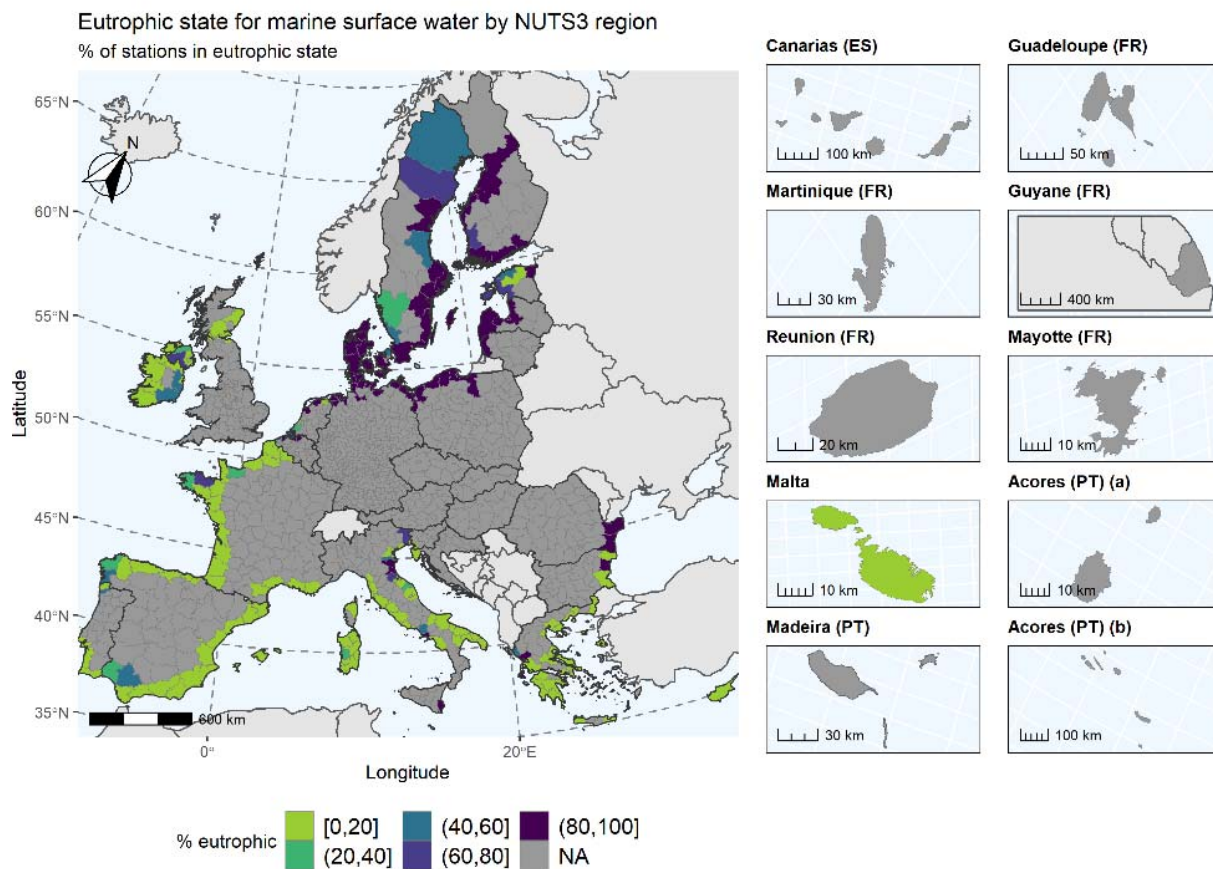 Eutrophic state for marine surface water by NUTS3 region
% of stations in eutrophic state
65°N
60°N
55°N
50°N
45°N
40°N
35°N
Latitude
N
600 km
0°
20°E
Longitude
Canarias (ES)
100 km
Guadeloupe (FR)
50 km
Martinique (FR)
30 km
Guyane (FR)
400 km
Reunion (FR)
20 km
Mayotte (FR)
10 km
Malta
10 km
Acores (PT) (a)
10 km
Madeira (PT)
30 km
Acores (PT) (b)
100 km
% eutrophic
[0,20]
(40,60]
(80,100]
(20,40]
(60,80]
NA